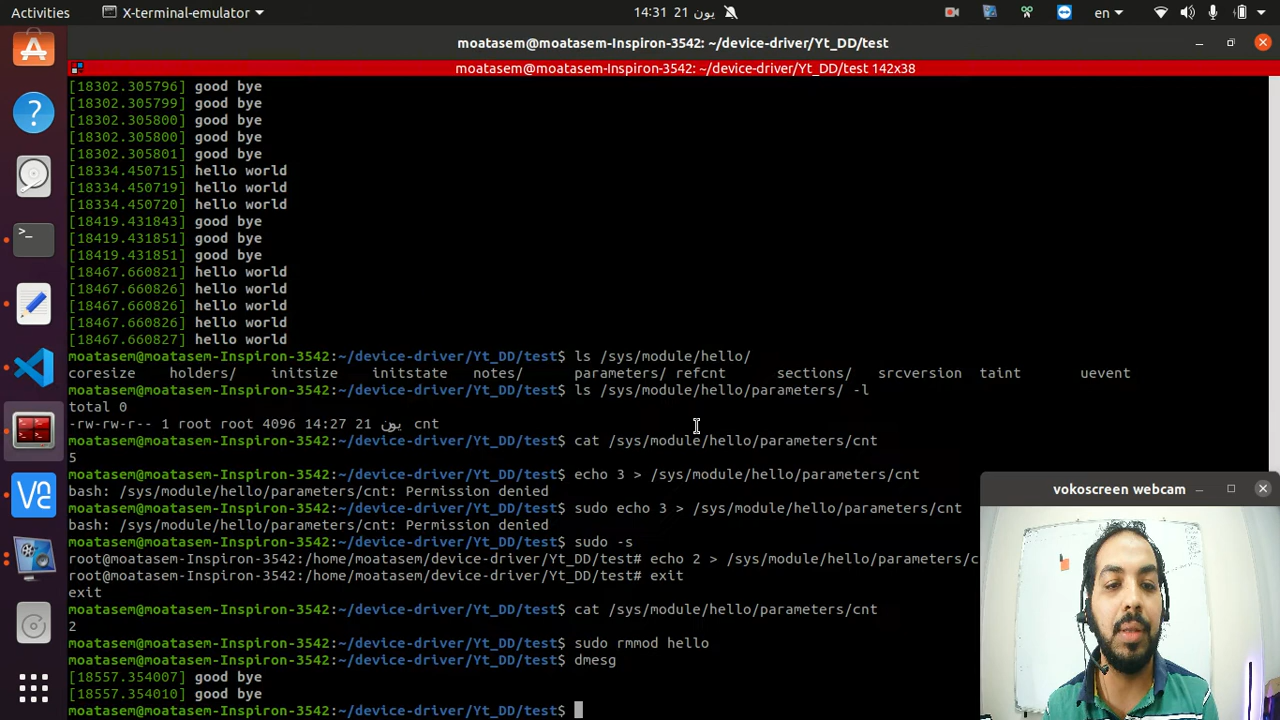 Activities
X-terminal-emulator
14:31 21 يون
en
moatasem@moatasem-Inspiron-3542: ~/device-driver/Yt_DD/test
moatasem@moatasem-Inspiron-3542: ~/device-driver/Yt_DD/test 142x38
[18302.305796] good bye
[18302.305799] good bye
[18302.305800] good bye
[18302.305800] good bye
[18302.305801] good bye
[18334.450715] hello world
[18334.450719] hello world
[18334.450720] hello world
[18419.431843] good bye
[18419.431851] good bye
[18419.431851] good bye
[18467.660821] hello world
[18467.660826] hello world
[18467.660826] hello world
[18467.660826] hello world
[18467.660827] hello world
moatasem@moatasem-Inspiron-3542:~/device-driver/Yt_DD/test$ ls /sys/module/hello/
coresize holders/ initsize initstate notes/ parameters/ refcnt sections/ srcversion taint uevent
moatasem@moatasem-Inspiron-3542:~/device-driver/Yt_DD/test$ ls /sys/module/hello/parameters/ -l
total 0
-rw-rw-r-- 1 root root 4096 14:27 21 يون cnt
moatasem@moatasem-Inspiron-3542:~/device-driver/Yt_DD/test$ cat /sys/module/hello/parameters/cnt
5
moatasem@moatasem-Inspiron-3542:~/device-driver/Yt_DD/test$ echo 3 > /sys/module/hello/parameters/cnt
bash: /sys/module/hello/parameters/cnt: Permission denied
moatasem@moatasem-Inspiron-3542:~/device-driver/Yt_DD/test$ sudo echo 3 > /sys/module/hello/parameters/cnt
bash: /sys/module/hello/parameters/cnt: Permission denied
moatasem@moatasem-Inspiron-3542:~/device-driver/Yt_DD/test$ sudo -s
root@moatasem-Inspiron-3542:/home/moatasem/device-driver/Yt_DD/test# echo 2 > /sys/module/hello/parameters/c
root@moatasem-Inspiron-3542:/home/moatasem/device-driver/Yt_DD/test# exit
exit
moatasem@moatasem-Inspiron-3542:~/device-driver/Yt_DD/test$ cat /sys/module/hello/parameters/cnt
2
moatasem@moatasem-Inspiron-3542:~/device-driver/Yt_DD/test$ sudo rmmod hello
moatasem@moatasem-Inspiron-3542:~/device-driver/Yt_DD/test$ dmesg
[18557.354007] good bye
[18557.354010] good bye
moatasem@moatasem-Inspiron-3542:~/device-driver/Yt_DD/test$
vokoscreen webcam